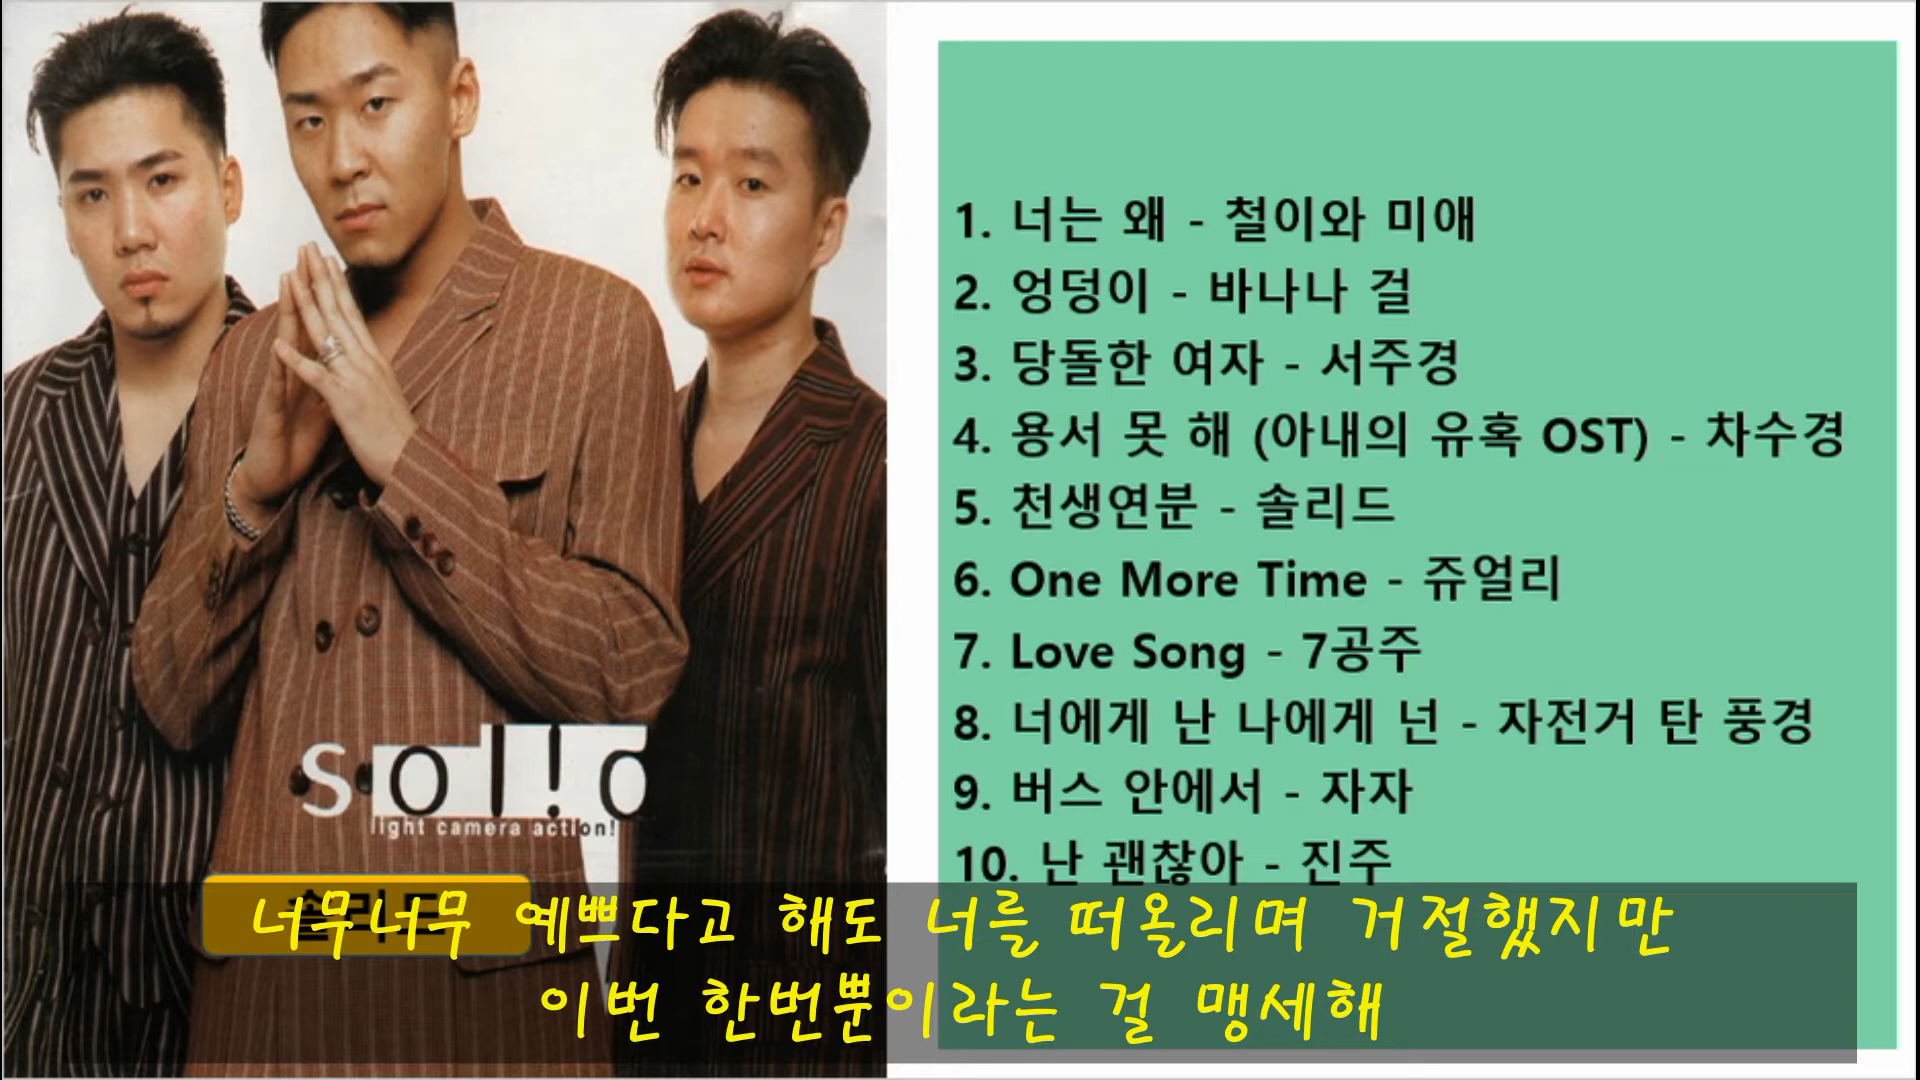 sol!d
light camera action!
솔리드
1. 너는 왜 - 철이와 미애
2. 엉덩이 - 바나나 걸
3. 당돌한 여자 - 서주경
4. 용서 못 해 (아내의 유혹 OST) - 차수경
5. 천생연분 - 솔리드
6. One More Time - 쥬얼리
7. Love Song - 7공주
8. 너에게 난 나에게 넌 - 자전거 탄 풍경
9. 버스 안에서 - 자자
10. 난 괜찮아 - 진주
너무너무 예쁘다고 해도 너를 떠올리며 거절했지만
이번 한번뿐이라는 걸 맹세해